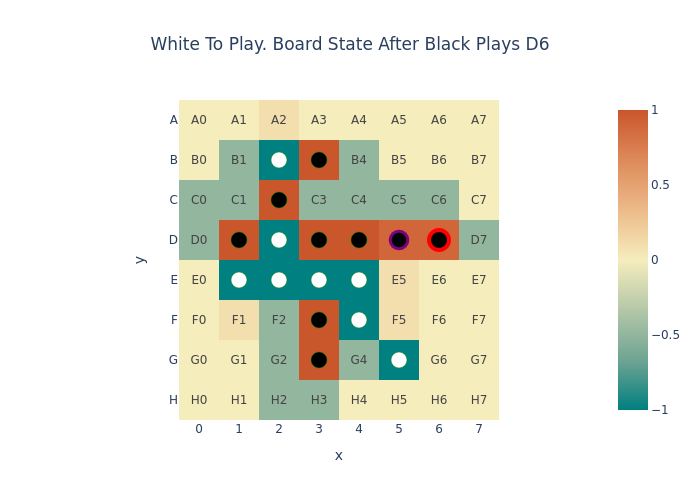 White To Play. Board State After Black Plays D6
A A0 A1 A2 A3 A4 A5 A6 A7
B B0 B1 B4 B5 B6 B7
C C0 C1 C3 C4 C5 C6 C7
D D0 D7
E E0 E5 E6 E7
F F0 F1 F2 F5 F6 F7
G G0 G1 G2 G4 G6 G7
H H0 H1 H2 H3 H4 H5 H6 H7
0 1 2 3 4 5 6 7
x
y
1
0.5
0
−0.5
−1